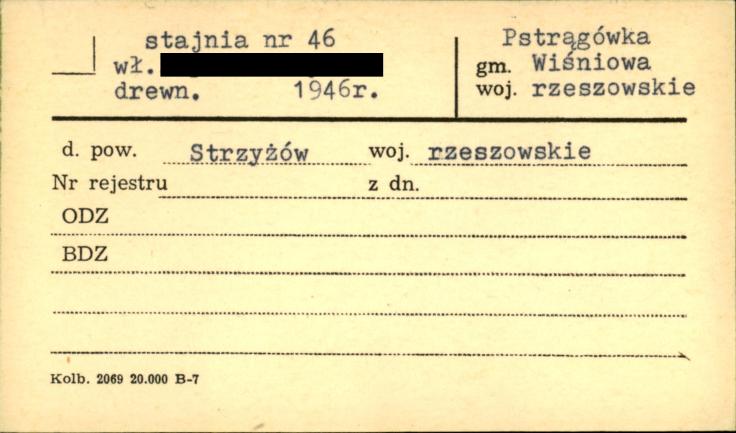 stajnia nr 46
wł.
drewn. 1946r.
Pstrągówka
gm. Wiśniowa
woj. rzeszowskie
d. pow. Strzyżów woj. rzeszowskie
Nr rejestru z dn.
ODZ
BDZ
Kolb. 2069 20.000 B-7